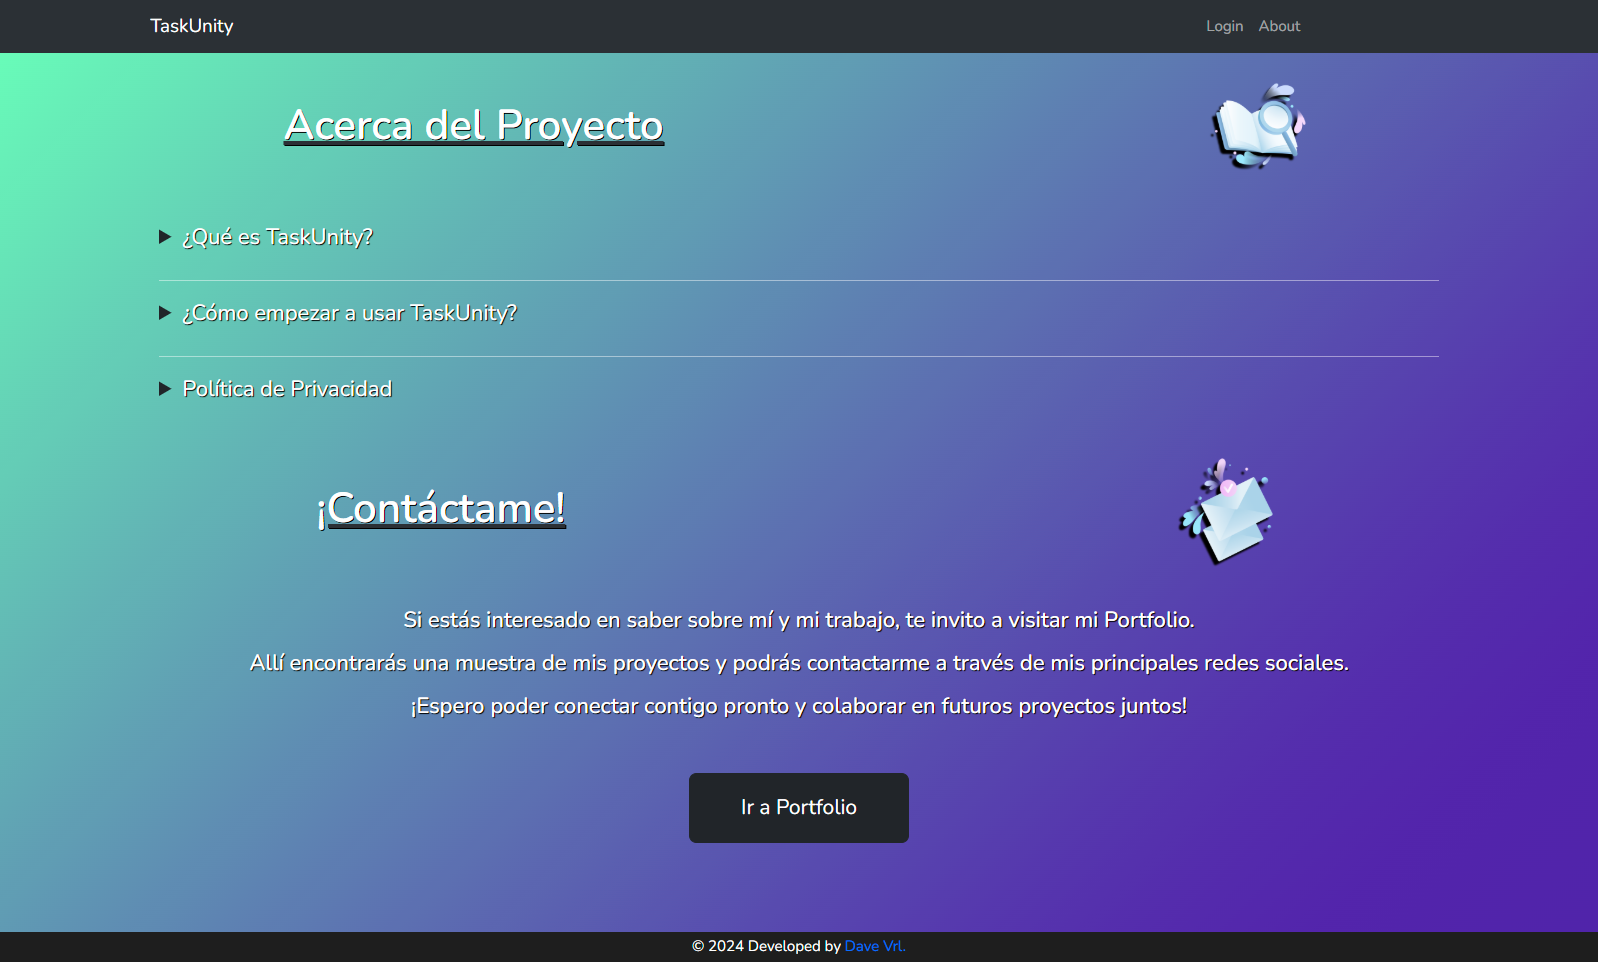 TaskUnity
Login About
Acerca del Proyecto
¿Qué es TaskUnity?
¿Cómo empezar a usar TaskUnity?
Política de Privacidad
¡Contáctame!
Si estás interesado en saber sobre mí y mi trabajo, te invito a visitar mi Portfolio.
Allí encontrarás una muestra de mis proyectos y podrás contactarme a través de mis principales redes sociales.
¡Espero poder conectar contigo pronto y colaborar en futuros proyectos juntos!
Ir a Portfolio
© 2024 Developed by Dave Vrl.